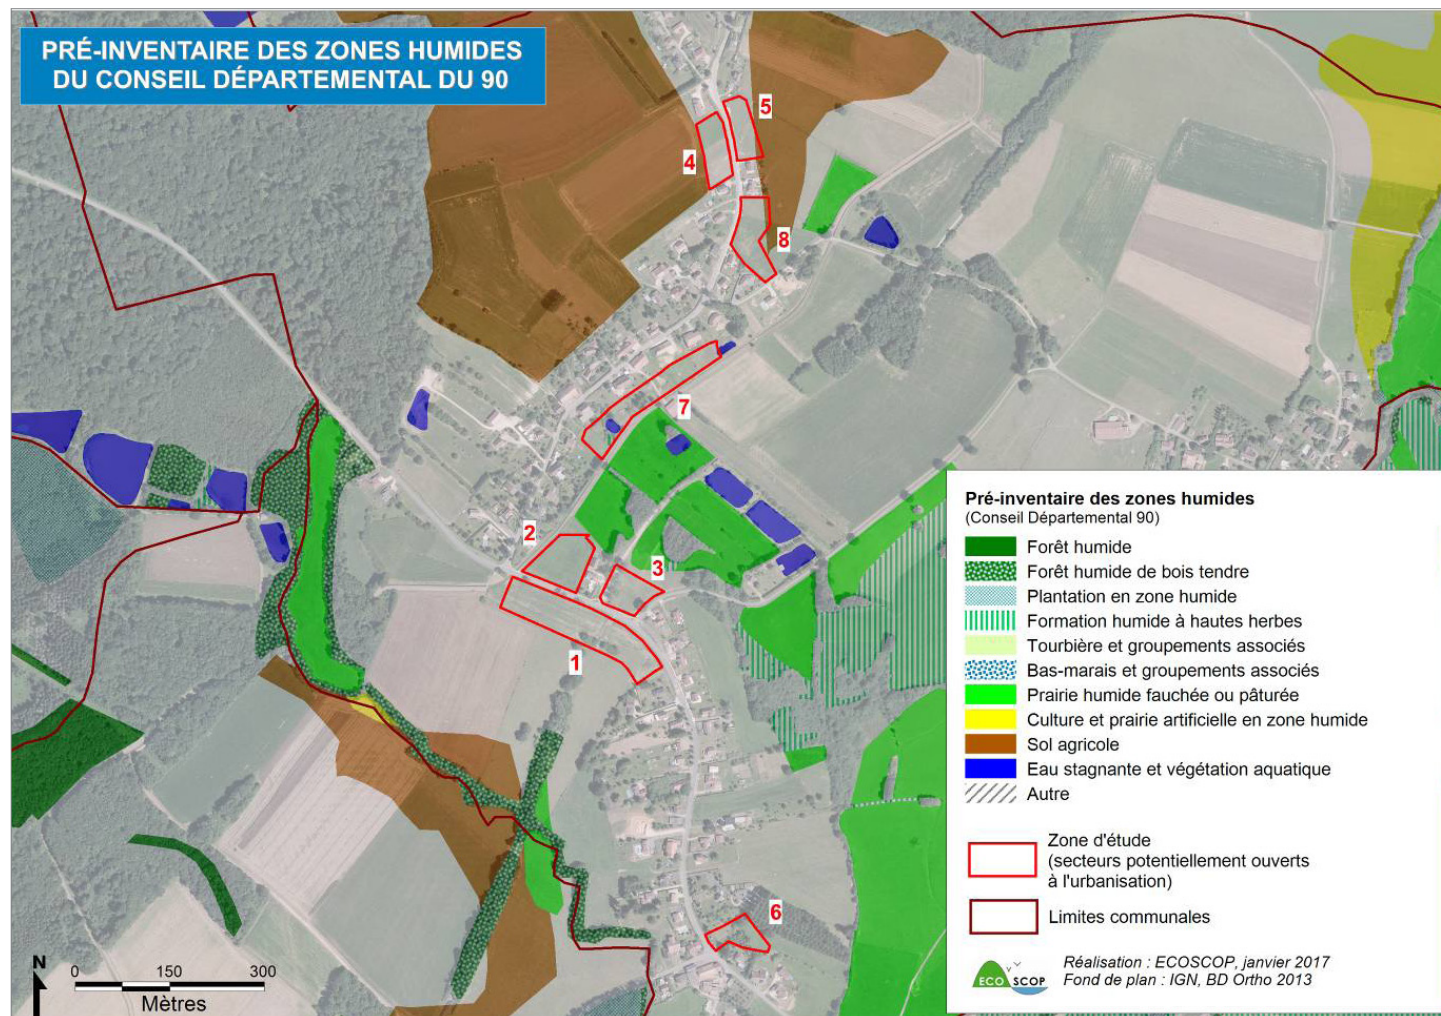 PRÉ-INVENTAIRE DES ZONES HUMIDES
DU CONSEIL DÉPARTEMENTAL DU 90
5
4
8
7
2
3
1
6
Pré-inventaire des zones humides
(Conseil Départemental 90)
Forêt humide
Forêt humide de bois tendre
Plantation en zone humide
Formation humide à hautes herbes
Tourbière et groupements associés
Bas-marais et groupements associés
Prairie humide fauchée ou pâturée
Culture et prairie artificielle en zone humide
Sol agricole
Eau stagnante et végétation aquatique
Autre
Zone d'étude
(secteurs potentiellement ouverts
à l'urbanisation)
Limites communales
ECO SCOP
Réalisation : ECOSCOP, janvier 2017
Fond de plan : IGN, BD Ortho 2013
N
0 150 300
Mètres